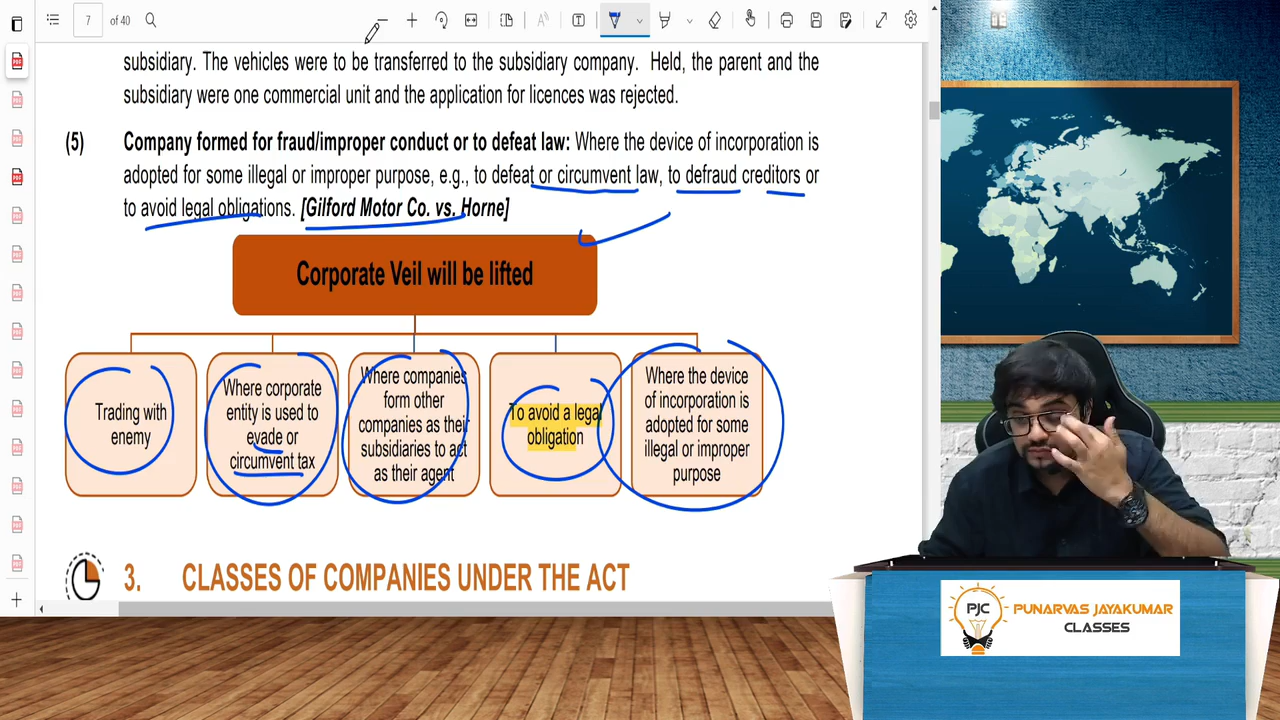 7 of 40
subsidiary. The vehicles were to be transferred to the subsidiary company. Held, the parent and the
subsidiary were one commercial unit and the application for licences was rejected.
(5) Company formed for fraud/improper conduct or to defeat law: Where the device of incorporation is
adopted for some illegal or improper purpose, e.g., to defeat or circumvent law, to defraud creditors or
to avoid legal obligations. [Gilford Motor Co. vs. Horne]
Corporate Veil will be lifted
Trading with
enemy
Where corporate
entity is used to
evade or
circumvent tax
Where companies
form other
companies as their
subsidiaries to act
as their agent
To avoid a legal
obligation
Where the device
of incorporation is
adopted for some
illegal or improper
purpose
3. CLASSES OF COMPANIES UNDER THE ACT
PJC PUNARVAS JAYAKUMAR
CLASSES